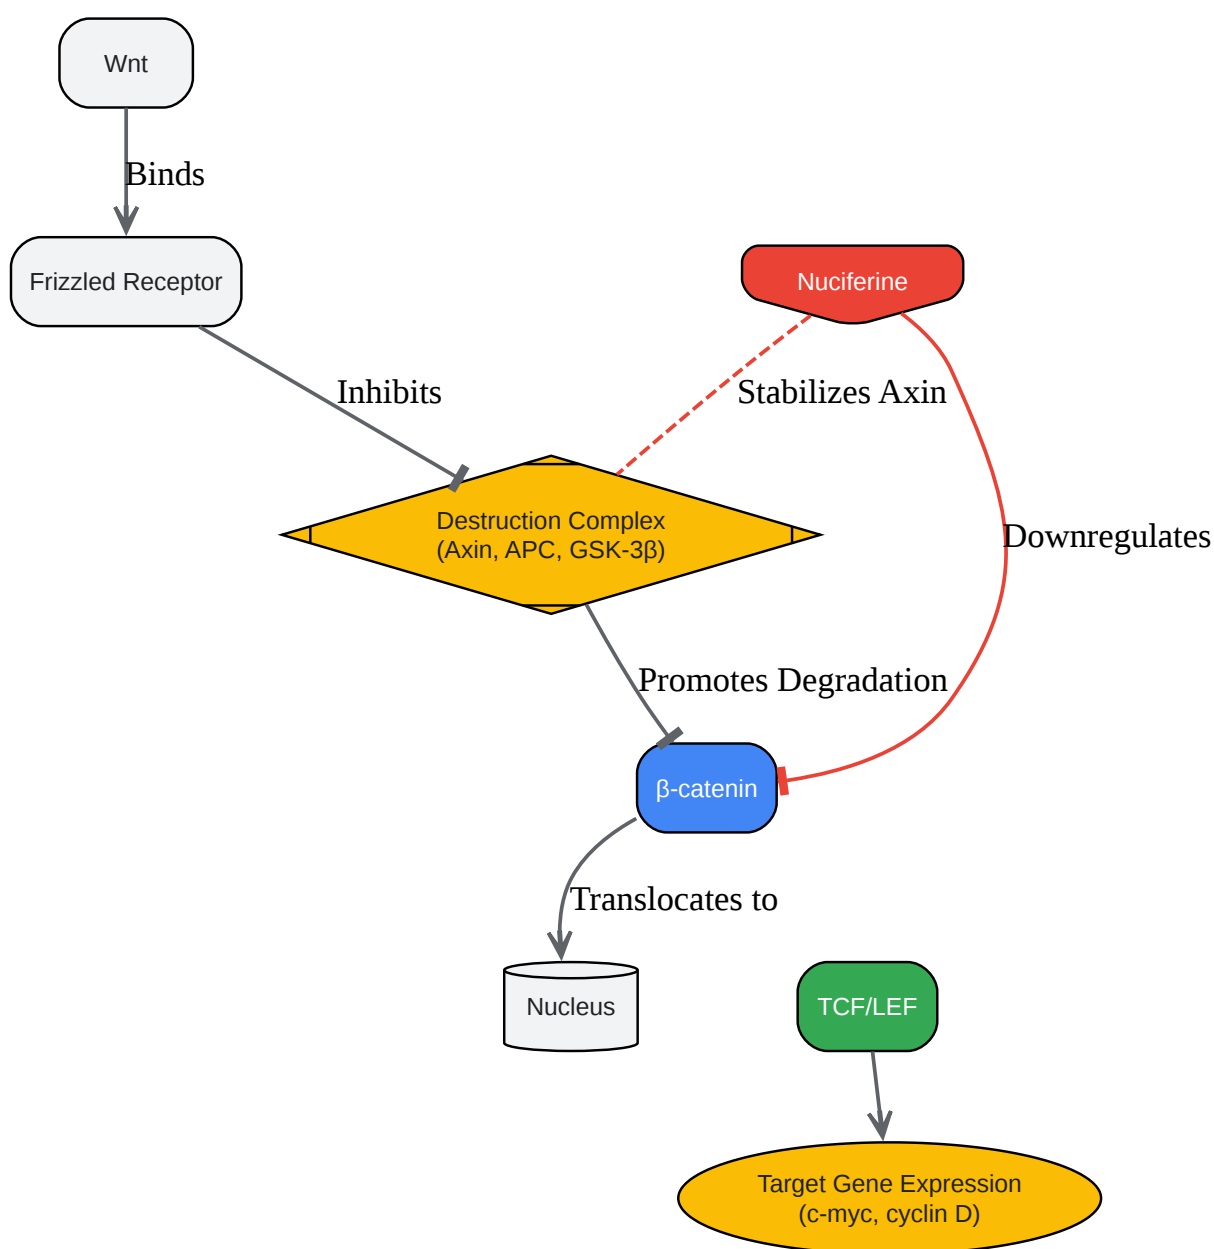 Wnt
Binds
Frizzled Receptor
Nuciferine
Inhibits
Stabilizes Axin
Destruction Complex
(Axin, APC, GSK-3β)
Downregulates
Promotes Degradation
β-catenin
Translocates to
Nucleus
TCF/LEF
Target Gene Expression
(c-myc, cyclin D)